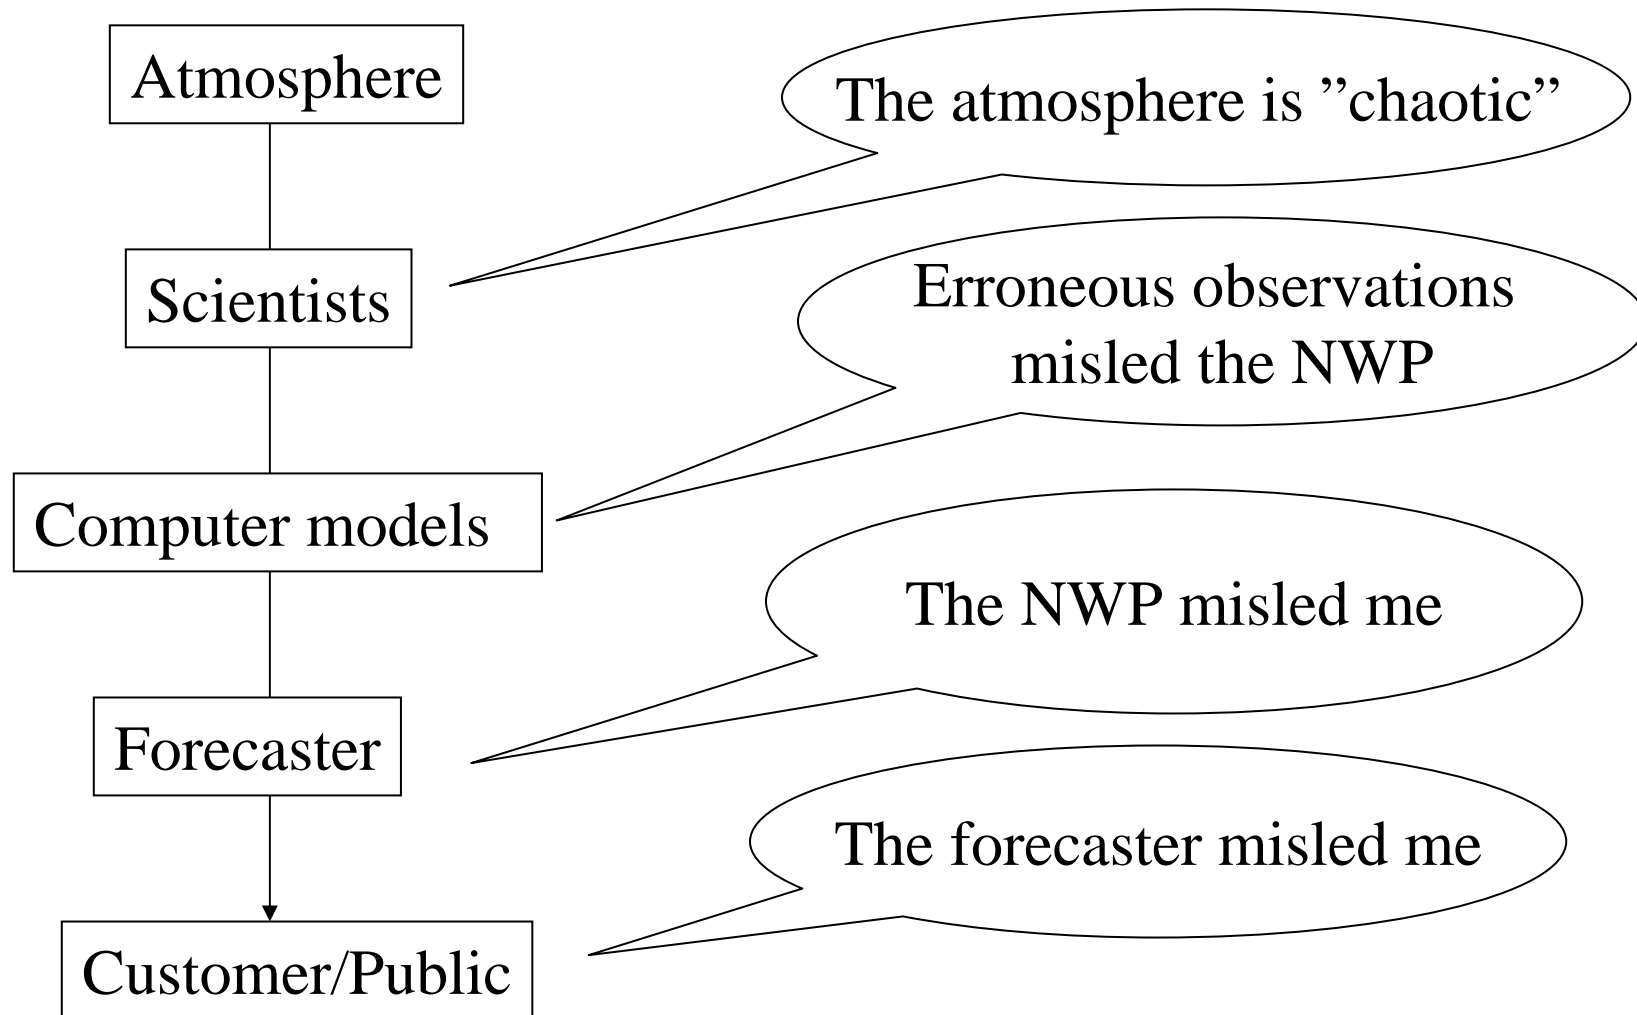 Atmosphere
The atmosphere is ”chaotic”
Scientists
Erroneous observations
misled the NWP
Computer models
The NWP misled me
Forecaster
The forecaster misled me
Customer/Public